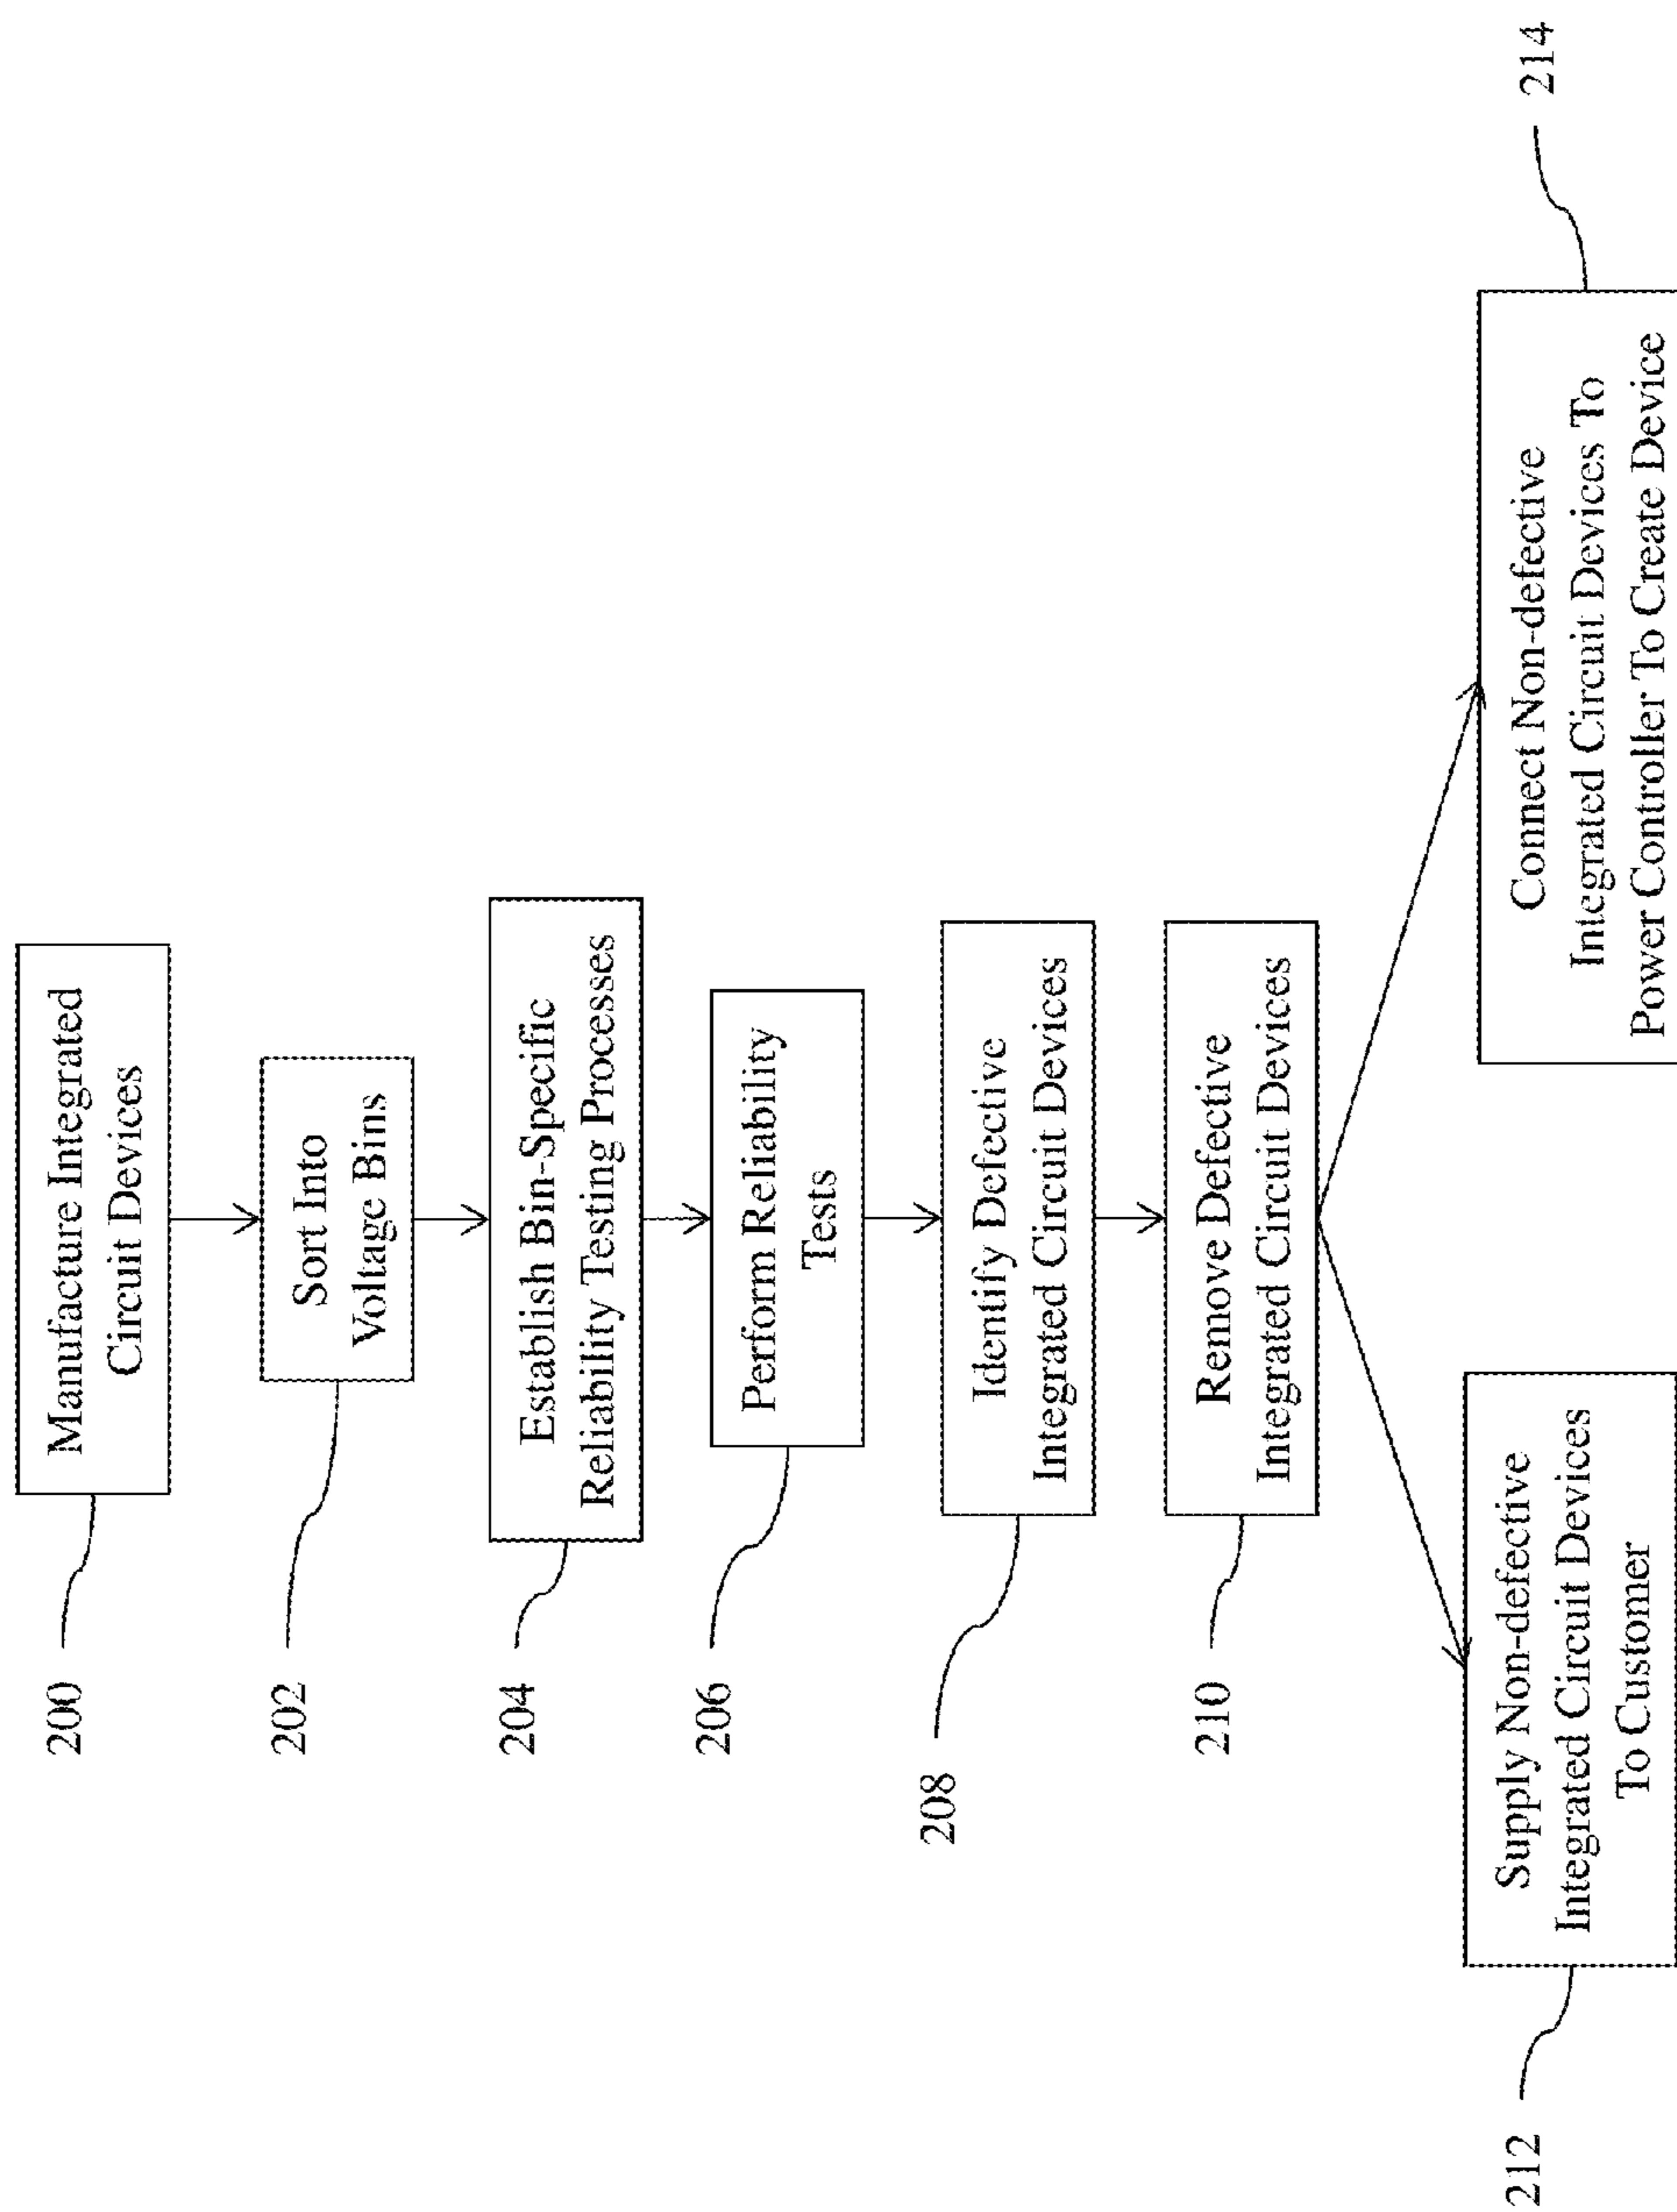 200
Manufacture Integrated
Circuit Devices
202
Sort Into
Voltage Bins
204
Establish Bin-Specific
Reliability Testing Processes
206
Perform Reliability
Tests
208
Identify Defective
Integrated Circuit Devices
210
Remove Defective
Integrated Circuit Devices
212
Supply Non-defective
Integrated Circuit Devices
To Customer
Connect Non-defective
Integrated Circuit Devices To
Power Controller To Create Device
214